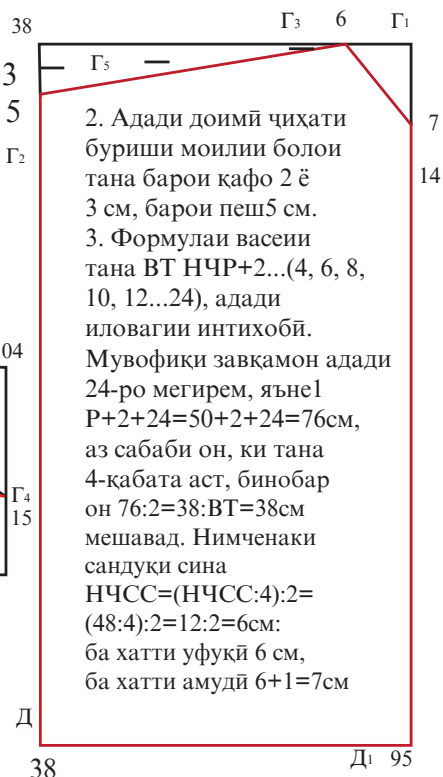 38 Г3 6 Г1
3 Г5
5
7
Г2
14
2. Адади доимӣ ҷиҳати
буриши моилии болои
тана барои қафо 2 ё
3 см, барои пеш5 см.
3. Формулаи васеии
тана ВТ НЧР+2...(4, 6, 8,
10, 12...24), адади
иловагии интихобӣ.
Мувофиқи завқамон адади
24-ро мегирем, яъне1
Р+2+24=50+2+24=76см,
аз сабаби он, ки тана
4-қабата аст, бинобар
он 76:2=38:ВТ=38см
мешавад. Нимченаки
сандуқи сина
НЧСС=(НЧСС:4):2=
(48:4):2=12:2=6см:
ба хатти уфуқӣ 6 см,
ба хатти амудӣ 6+1=7см
04
Г4
15
Д
38
Д1 95